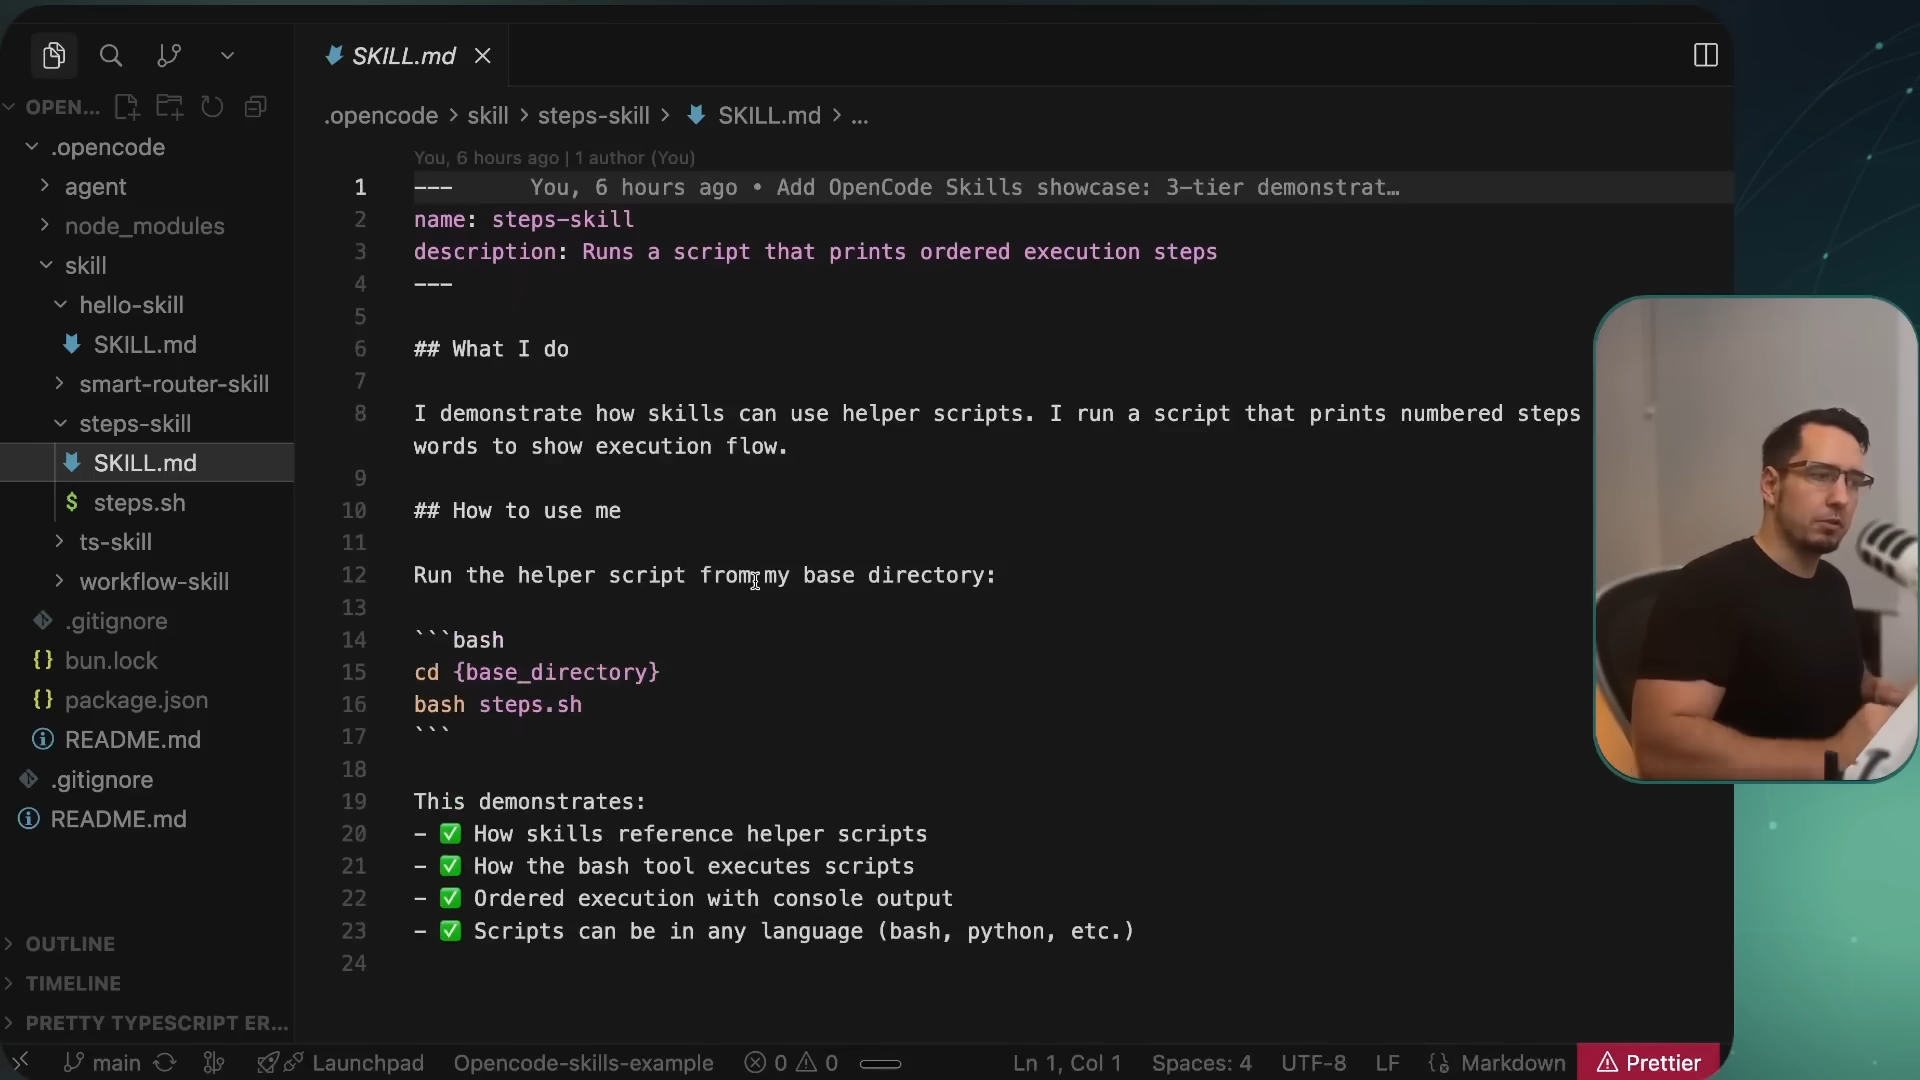 SKILL.md
OPEN...
.opencode
agent
node_modules
skill
hello-skill
SKILL.md
smart-router-skill
steps-skill
SKILL.md
steps.sh
ts-skill
workflow-skill
.gitignore
bun.lock
package.json
README.md
.gitignore
README.md
OUTLINE
TIMELINE
PRETTY TYPESCRIPT ER...
.opencode > skill > steps-skill > SKILL.md > ...
You, 6 hours ago | 1 author (You)
1 --- You, 6 hours ago • Add OpenCode Skills showcase: 3-tier demonstrat…
2 name: steps-skill
3 description: Runs a script that prints ordered execution steps
4 ---
5
6 ## What I do
7
8 I demonstrate how skills can use helper scripts. I run a script that prints numbered steps
words to show execution flow.
9
10 ## How to use me
11
12 Run the helper script from my base directory:
13
14 ```bash
15 cd {base_directory}
16 bash steps.sh
17 ```
18
19 This demonstrates:
20 - ✅ How skills reference helper scripts
21 - ✅ How the bash tool executes scripts
22 - ✅ Ordered execution with console output
23 - ✅ Scripts can be in any language (bash, python, etc.)
24
main Launchpad Opencode-skills-example 0 0 Ln 1, Col 1 Spaces: 4 UTF-8 LF {} Markdown Prettier